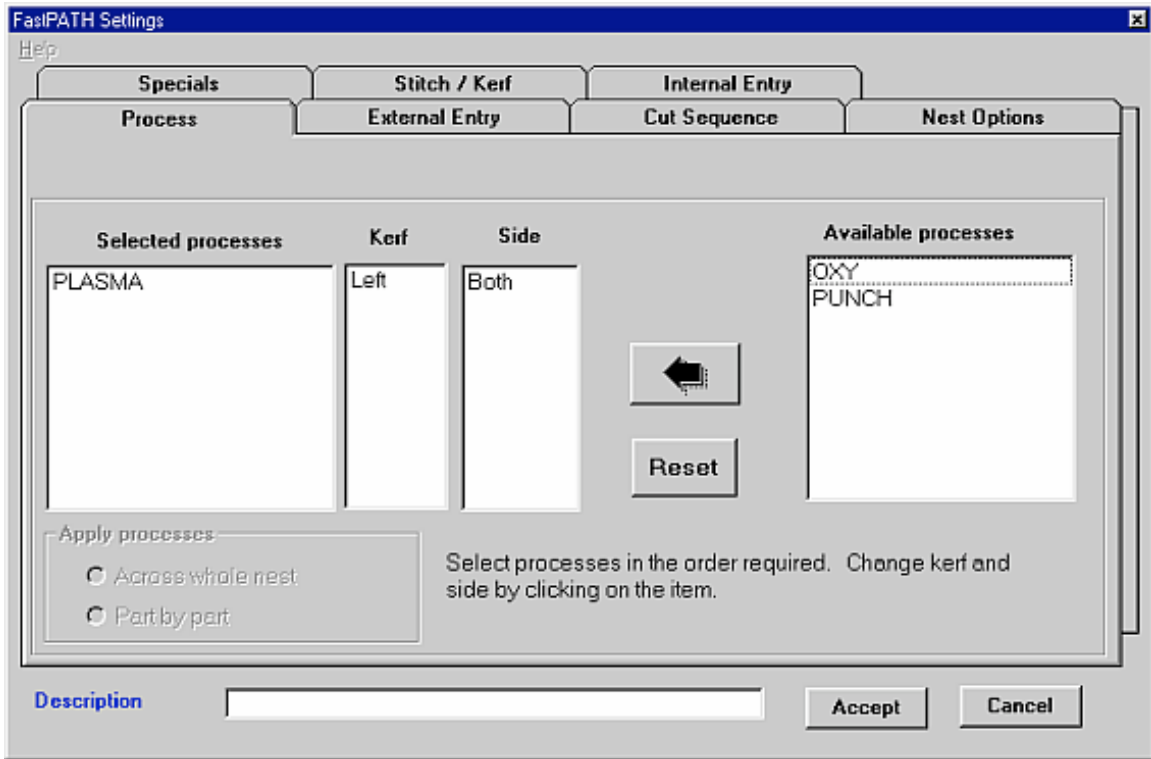 FastPATH Settings
Help
Specials
Stitch / Kerf
Internal Entry
Process
External Entry
Cut Sequence
Nest Options
Selected processes
Kerf
Side
Available processes
PLASMA
Left
Both
OXY
PUNCH
Reset
Apply processes
Across whole nest
Part by part
Select processes in the order required. Change kerf and
side by clicking on the item.
Description
Accept
Cancel